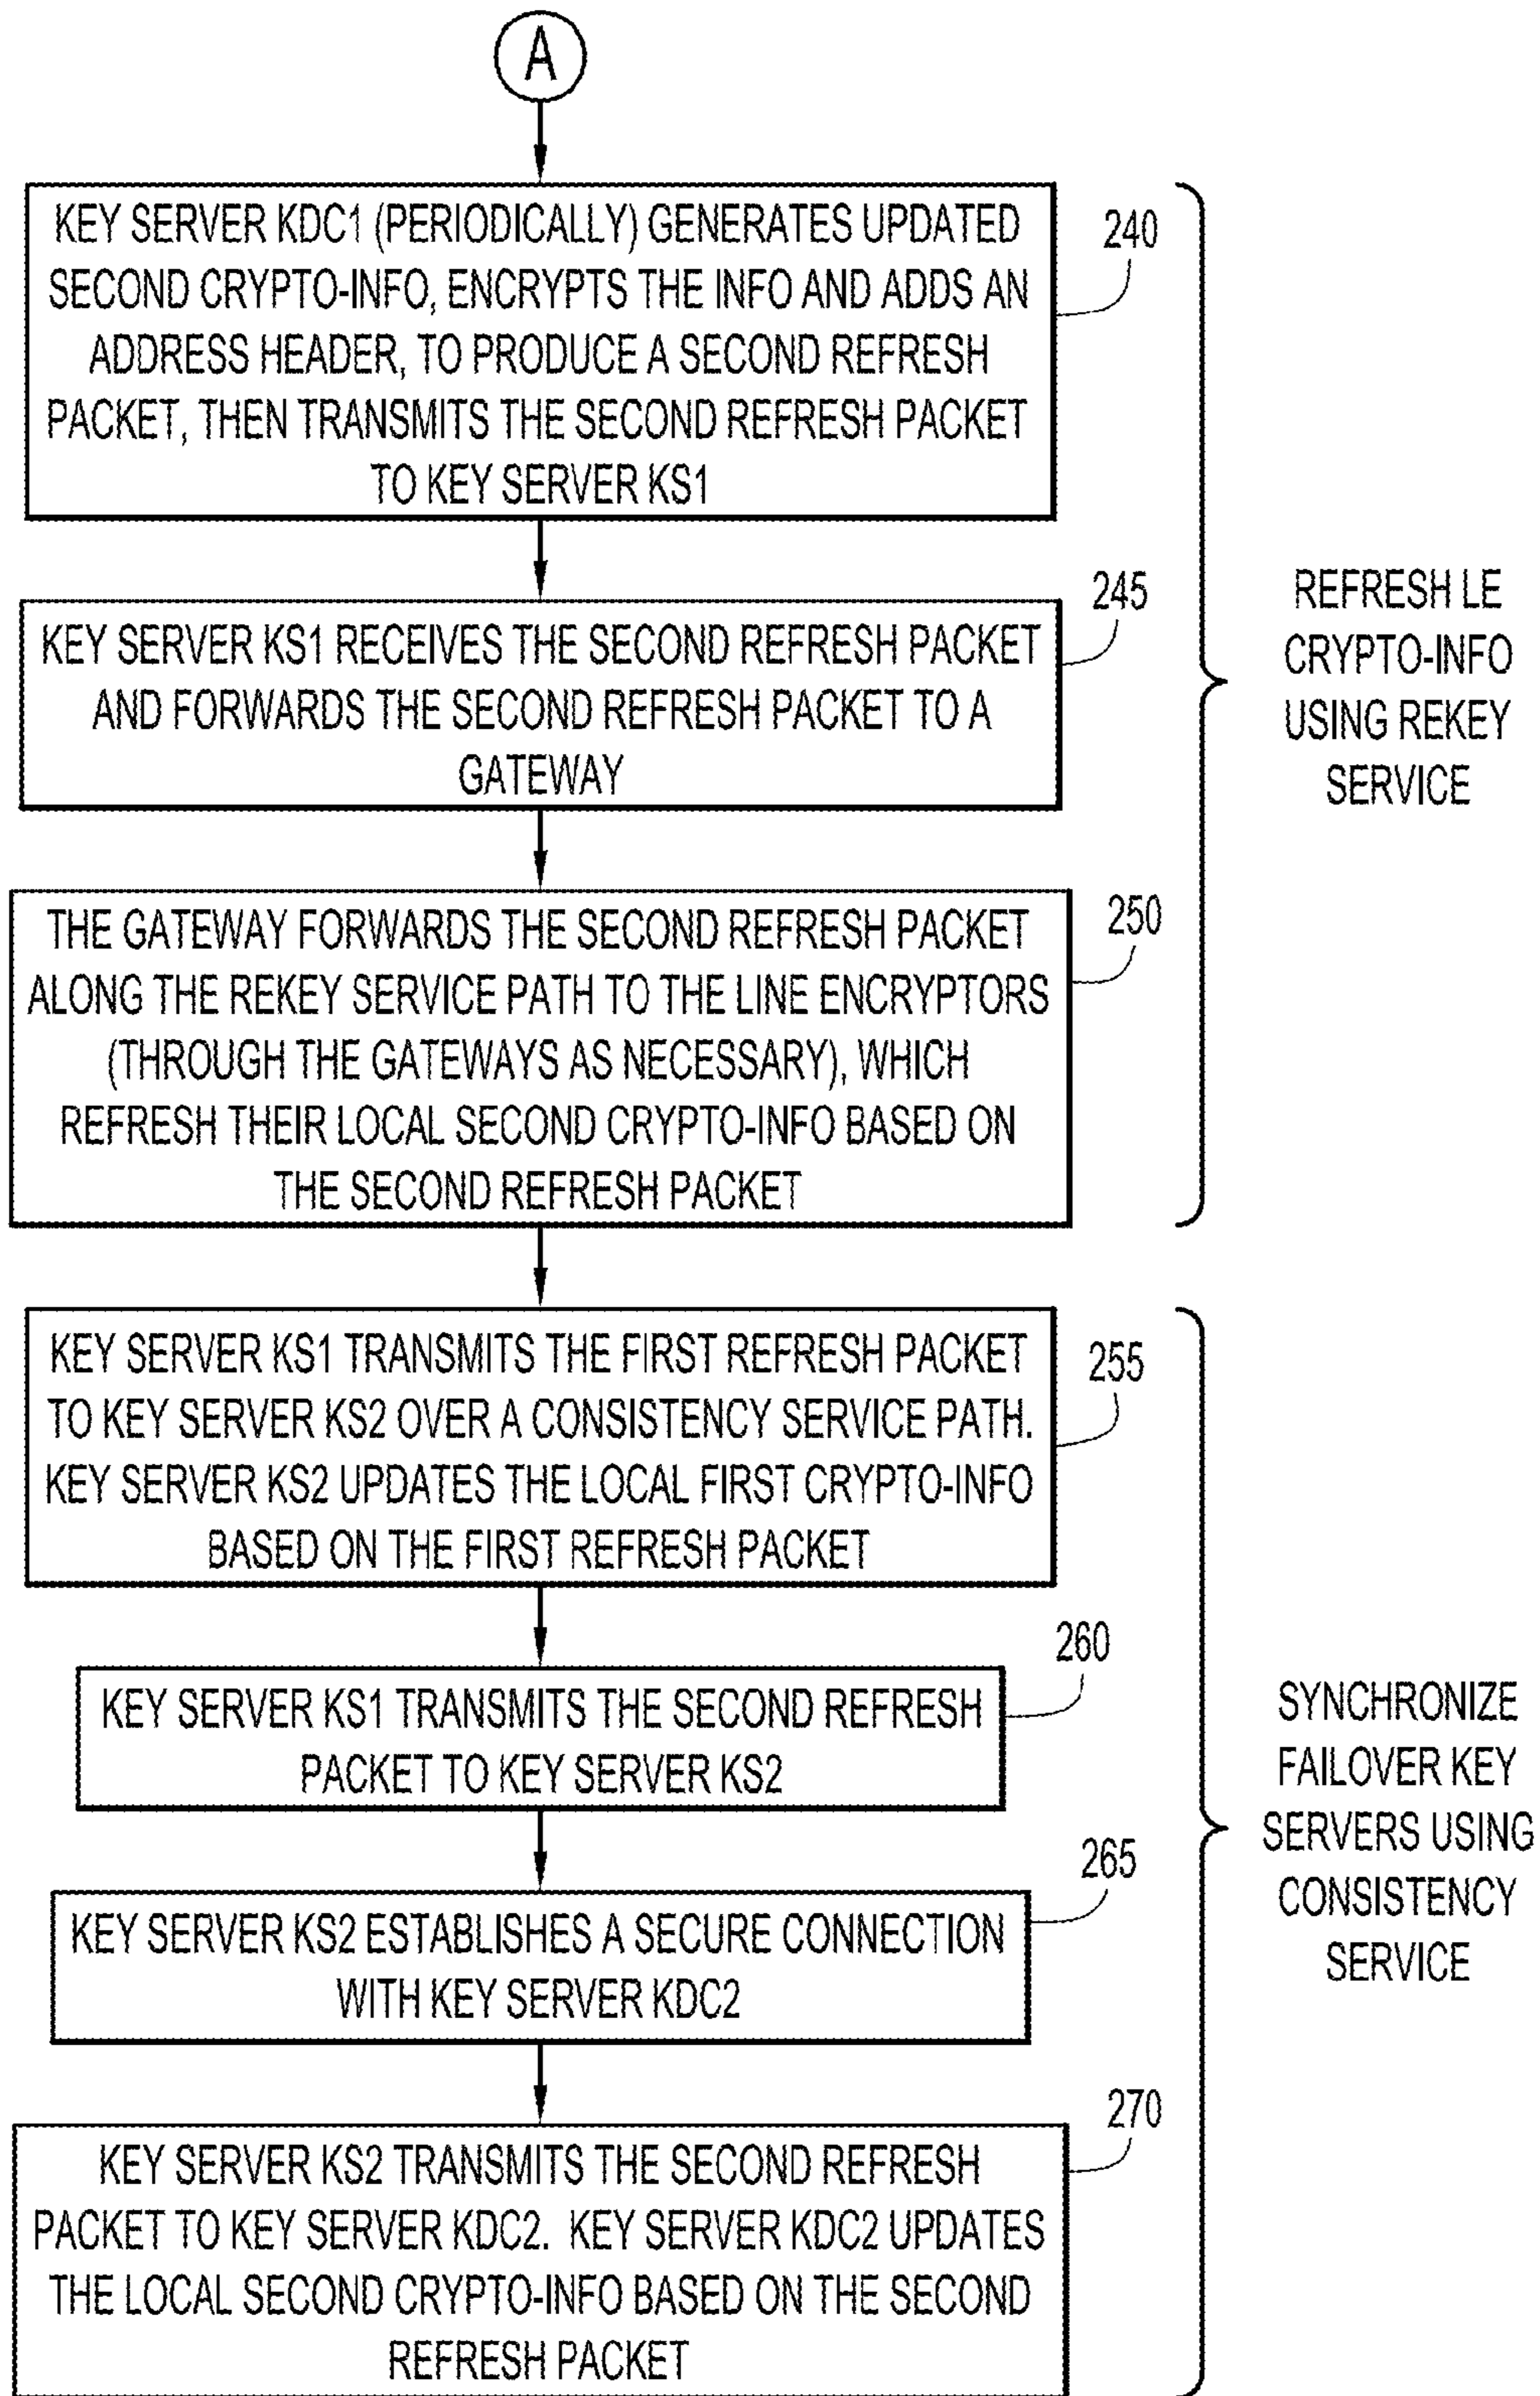 A
KEY SERVER KDC1 (PERIODICALLY) GENERATES UPDATED
SECOND CRYPTO-INFO, ENCRYPTS THE INFO AND ADDS AN
ADDRESS HEADER, TO PRODUCE A SECOND REFRESH
PACKET, THEN TRANSMITS THE SECOND REFRESH PACKET
TO KEY SERVER KS1
240
KEY SERVER KS1 RECEIVES THE SECOND REFRESH PACKET
AND FORWARDS THE SECOND REFRESH PACKET TO A
GATEWAY
245
THE GATEWAY FORWARDS THE SECOND REFRESH PACKET
ALONG THE REKEY SERVICE PATH TO THE LINE ENCRYPTORS
(THROUGH THE GATEWAYS AS NECESSARY), WHICH
REFRESH THEIR LOCAL SECOND CRYPTO-INFO BASED ON
THE SECOND REFRESH PACKET
250
REFRESH LE
CRYPTO-INFO
USING REKEY
SERVICE
KEY SERVER KS1 TRANSMITS THE FIRST REFRESH PACKET
TO KEY SERVER KS2 OVER A CONSISTENCY SERVICE PATH.
KEY SERVER KS2 UPDATES THE LOCAL FIRST CRYPTO-INFO
BASED ON THE FIRST REFRESH PACKET
255
KEY SERVER KS1 TRANSMITS THE SECOND REFRESH
PACKET TO KEY SERVER KS2
260
KEY SERVER KS2 ESTABLISHES A SECURE CONNECTION
WITH KEY SERVER KDC2
265
KEY SERVER KS2 TRANSMITS THE SECOND REFRESH
PACKET TO KEY SERVER KDC2. KEY SERVER KDC2 UPDATES
THE LOCAL SECOND CRYPTO-INFO BASED ON THE SECOND
REFRESH PACKET
270
SYNCHRONIZE
FAILOVER KEY
SERVERS USING
CONSISTENCY
SERVICE